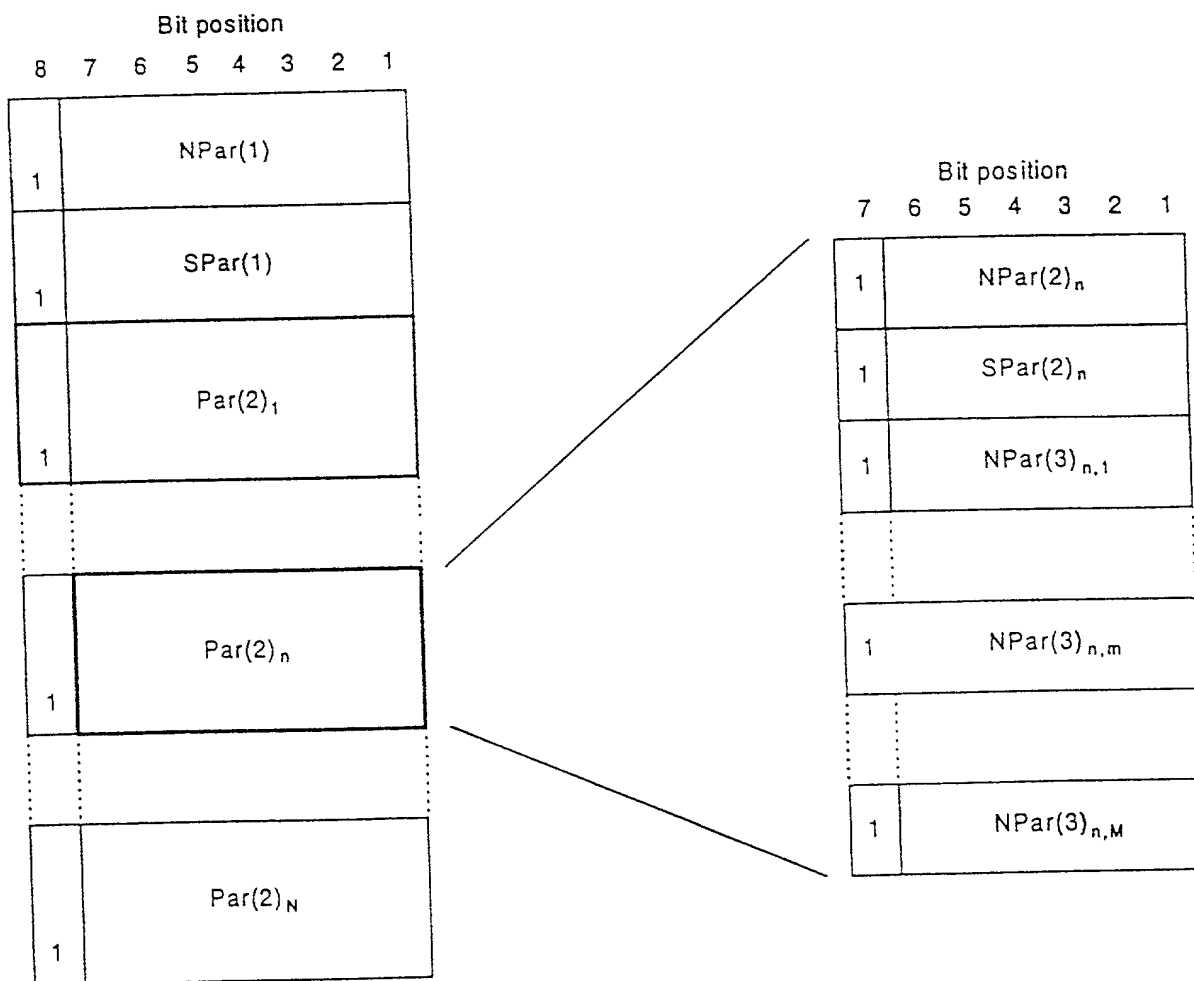 Bit position
8 7 6 5 4 3 2 1
NPar(1)
1
SPar(1)
1
Par(2)₁
1
Par(2)ₙ
1
Par(2)N
1
Bit position
7 6 5 4 3 2 1
1 NPar(2)ₙ
1 SPar(2)ₙ
1 NPar(3)n,1
1 NPar(3)n,m
1 NPar(3)n,M